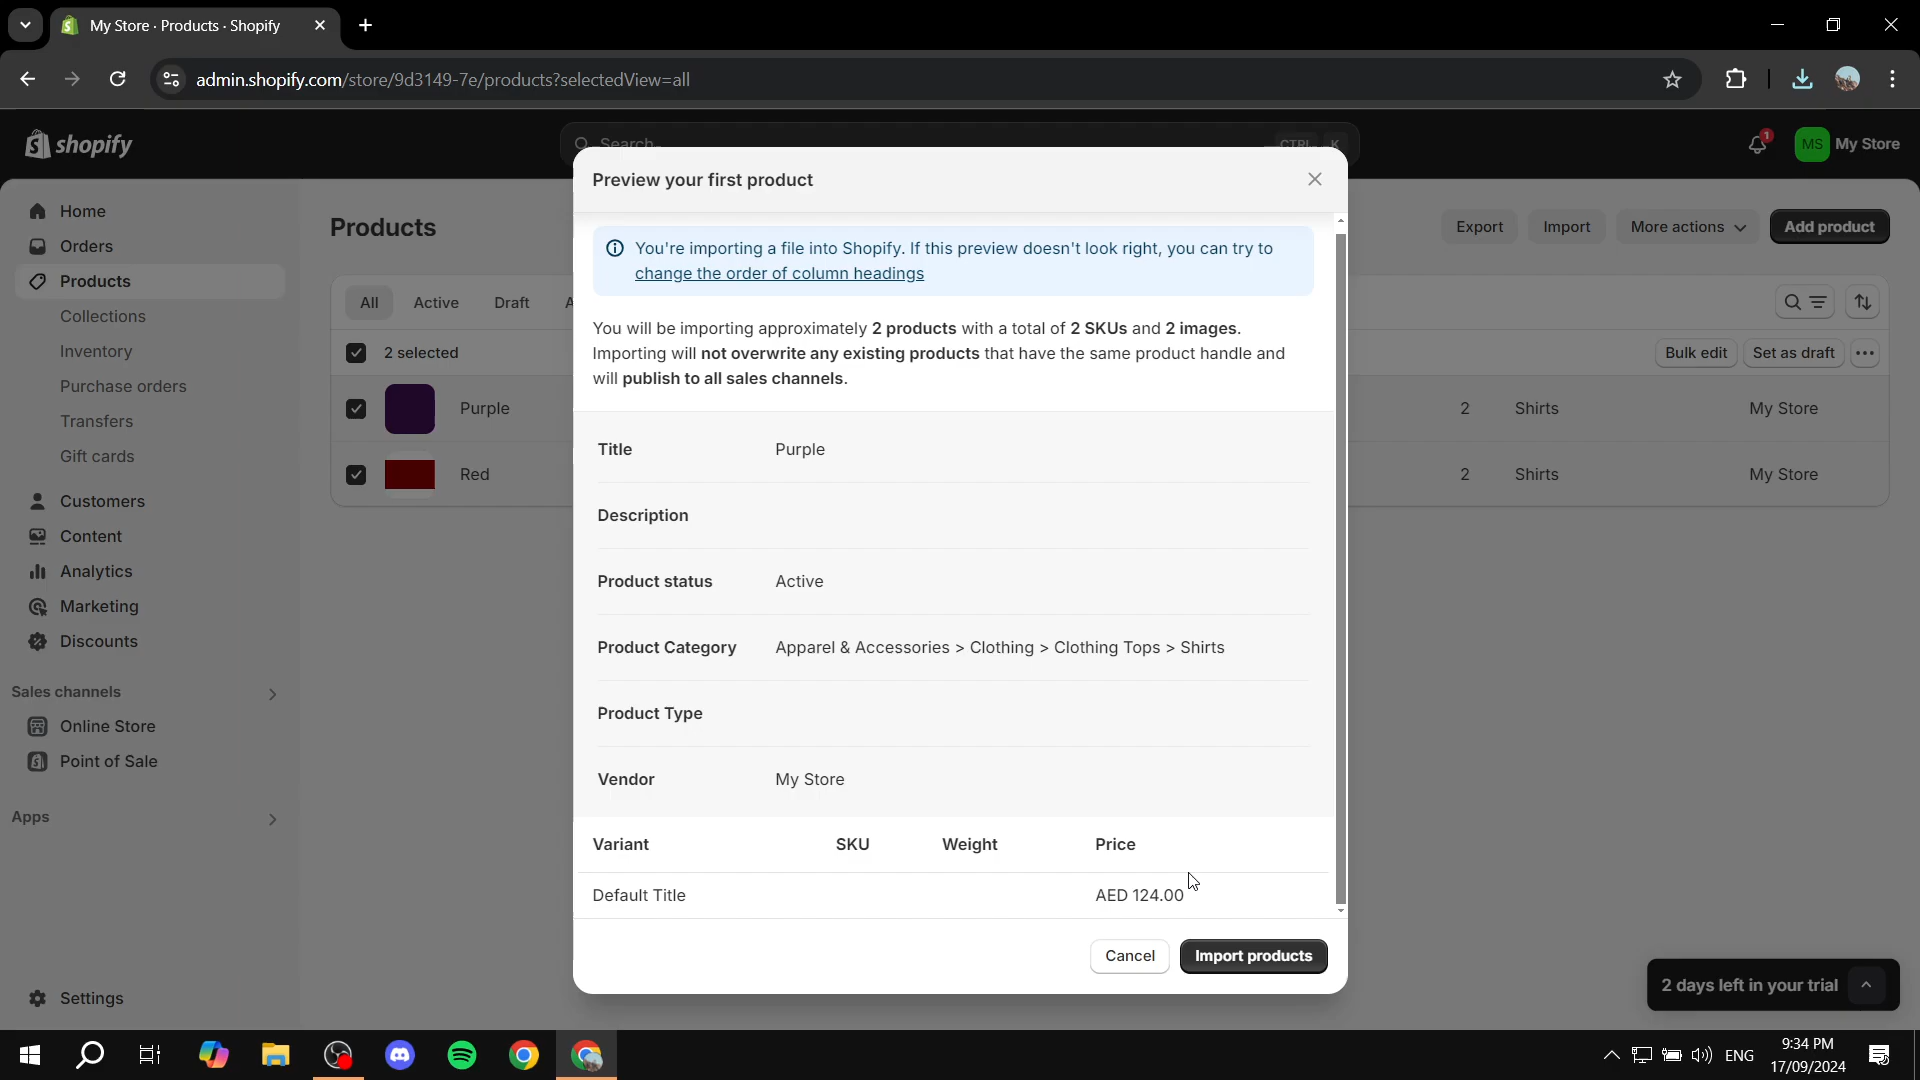 My Store · Products · Shopify
admin.shopify.com/store/9d3149-7e/products?selectedView=all
shopify
Search
CTRL K
1
MS My Store
Home
Orders
Products
Collections
Inventory
Purchase orders
Transfers
Gift cards
Customers
Content
Analytics
Marketing
Discounts
Sales channels
Online Store
Point of Sale
Apps
Settings
Products
Export Import More actions Add product
All Active Draft
2 selected
Bulk edit Set as draft
Purple 2 Shirts My Store
Red 2 Shirts My Store
Preview your first product
You're importing a file into Shopify. If this preview doesn't look right, you can try to
change the order of column headings
You will be importing approximately 2 products with a total of 2 SKUs and 2 images.
Importing will not overwrite any existing products that have the same product handle and
will publish to all sales channels.
Title Purple
Description
Product status Active
Product Category Apparel & Accessories > Clothing > Clothing Tops > Shirts
Product Type
Vendor My Store
Variant SKU Weight Price
Default Title AED 124.00
Cancel Import products
2 days left in your trial
ENG
9:34 PM
17/09/2024